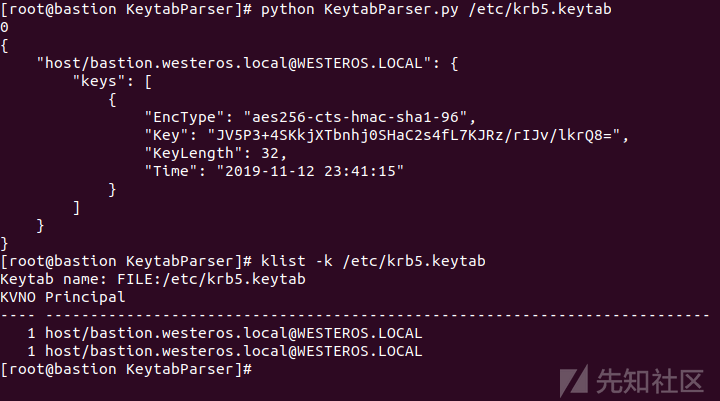 [root@bastion KeytabParser]# python KeytabParser.py /etc/krb5.keytab
0
{
    "host/bastion.westeros.local@WESTEROS.LOCAL": {
        "keys": [
            {
                "EncType": "aes256-cts-hmac-sha1-96",
                "Key": "JV5P3+4SKkjXTbnhj0SHaC2s4fL7KJRz/rIJv/lkrQ8=",
                "KeyLength": 32,
                "Time": "2019-11-12 23:41:15"
            }
        ]
    }
}
[root@bastion KeytabParser]# klist -k /etc/krb5.keytab
Keytab name: FILE:/etc/krb5.keytab
KVNO Principal
---- --------------------------------------------------------------------------
   1 host/bastion.westeros.local@WESTEROS.LOCAL
   1 host/bastion.westeros.local@WESTEROS.LOCAL
[root@bastion KeytabParser]#
先知社区